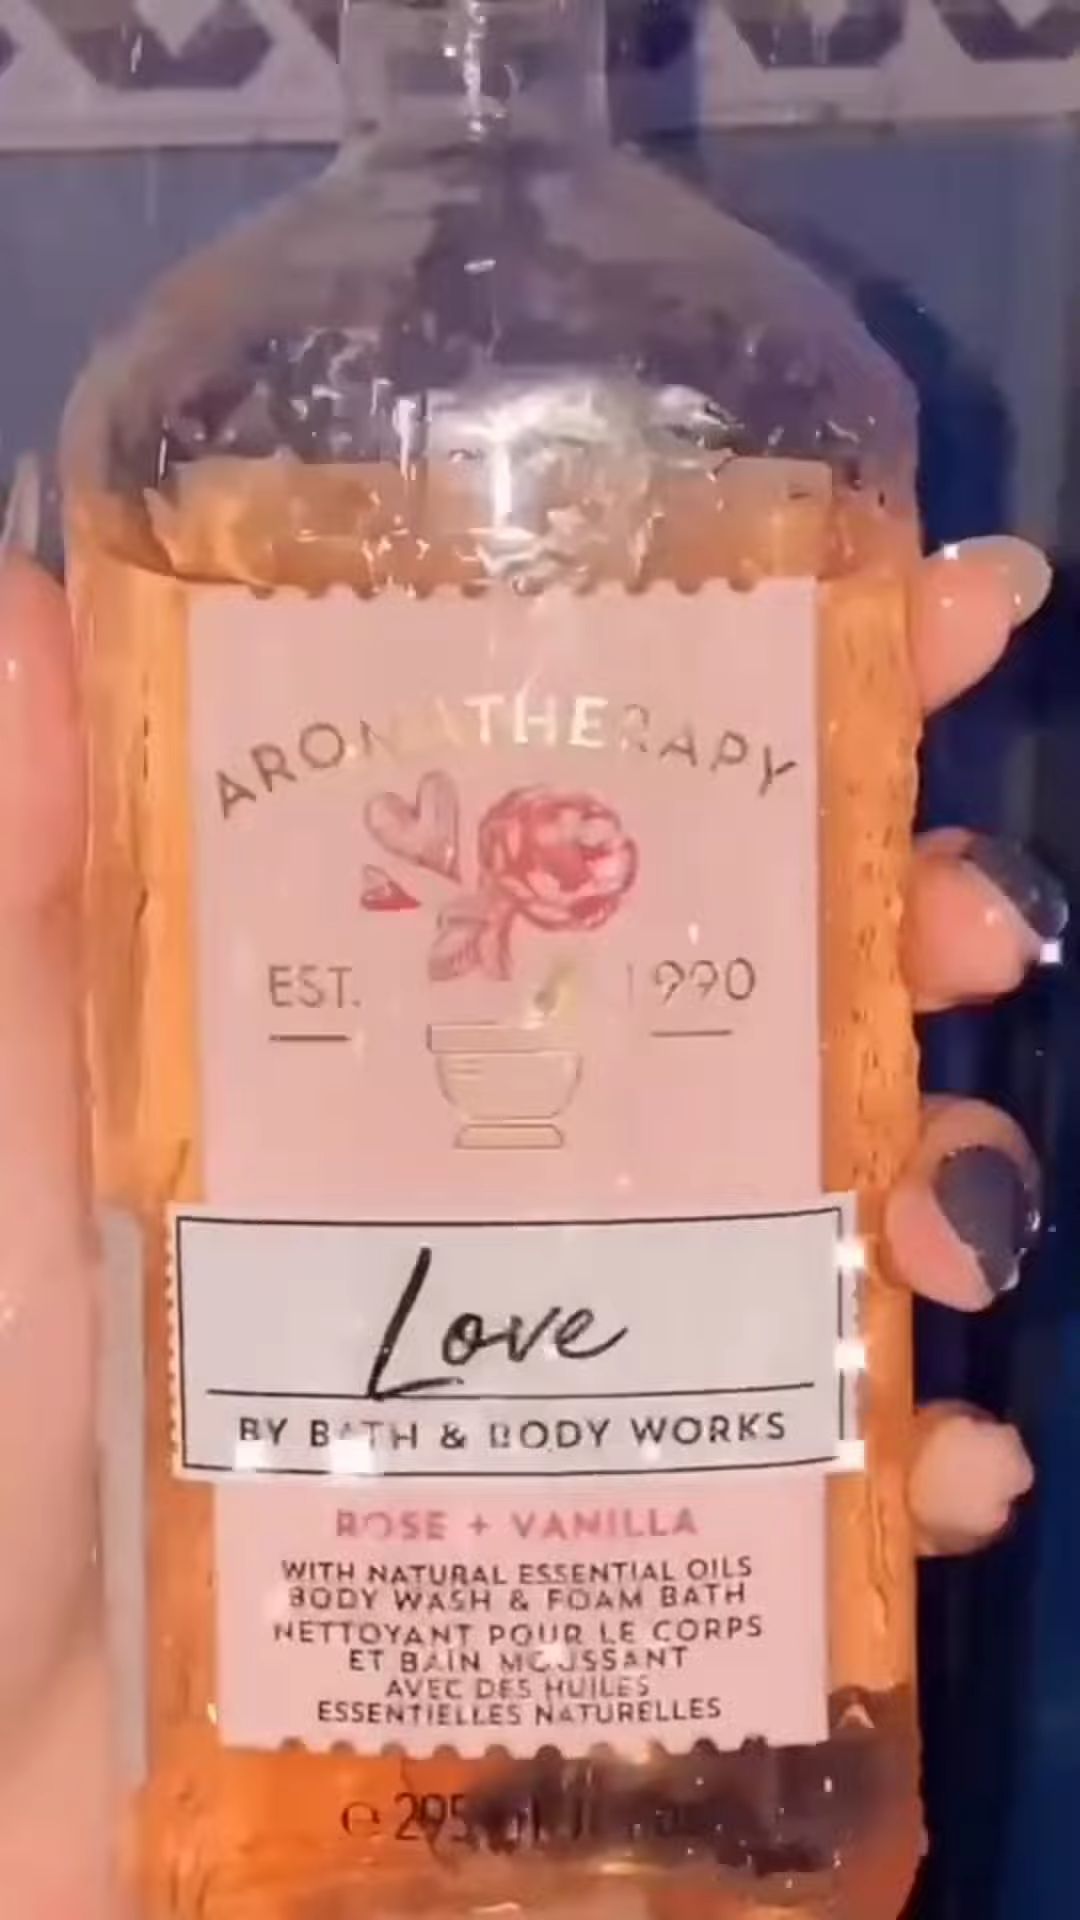 AROMATHERAPY
EST. 1990
Love
BY BATH & BODY WORKS
ROSE + VANILLA
WITH NATURAL ESSENTIAL OILS
BODY WASH & FOAM BATH
NETTOYANT POUR LE CORPS
ET BAIN MOUSSANT
AVEC DES HUILES
ESSENTIELLES NATURELLES
℮ 295